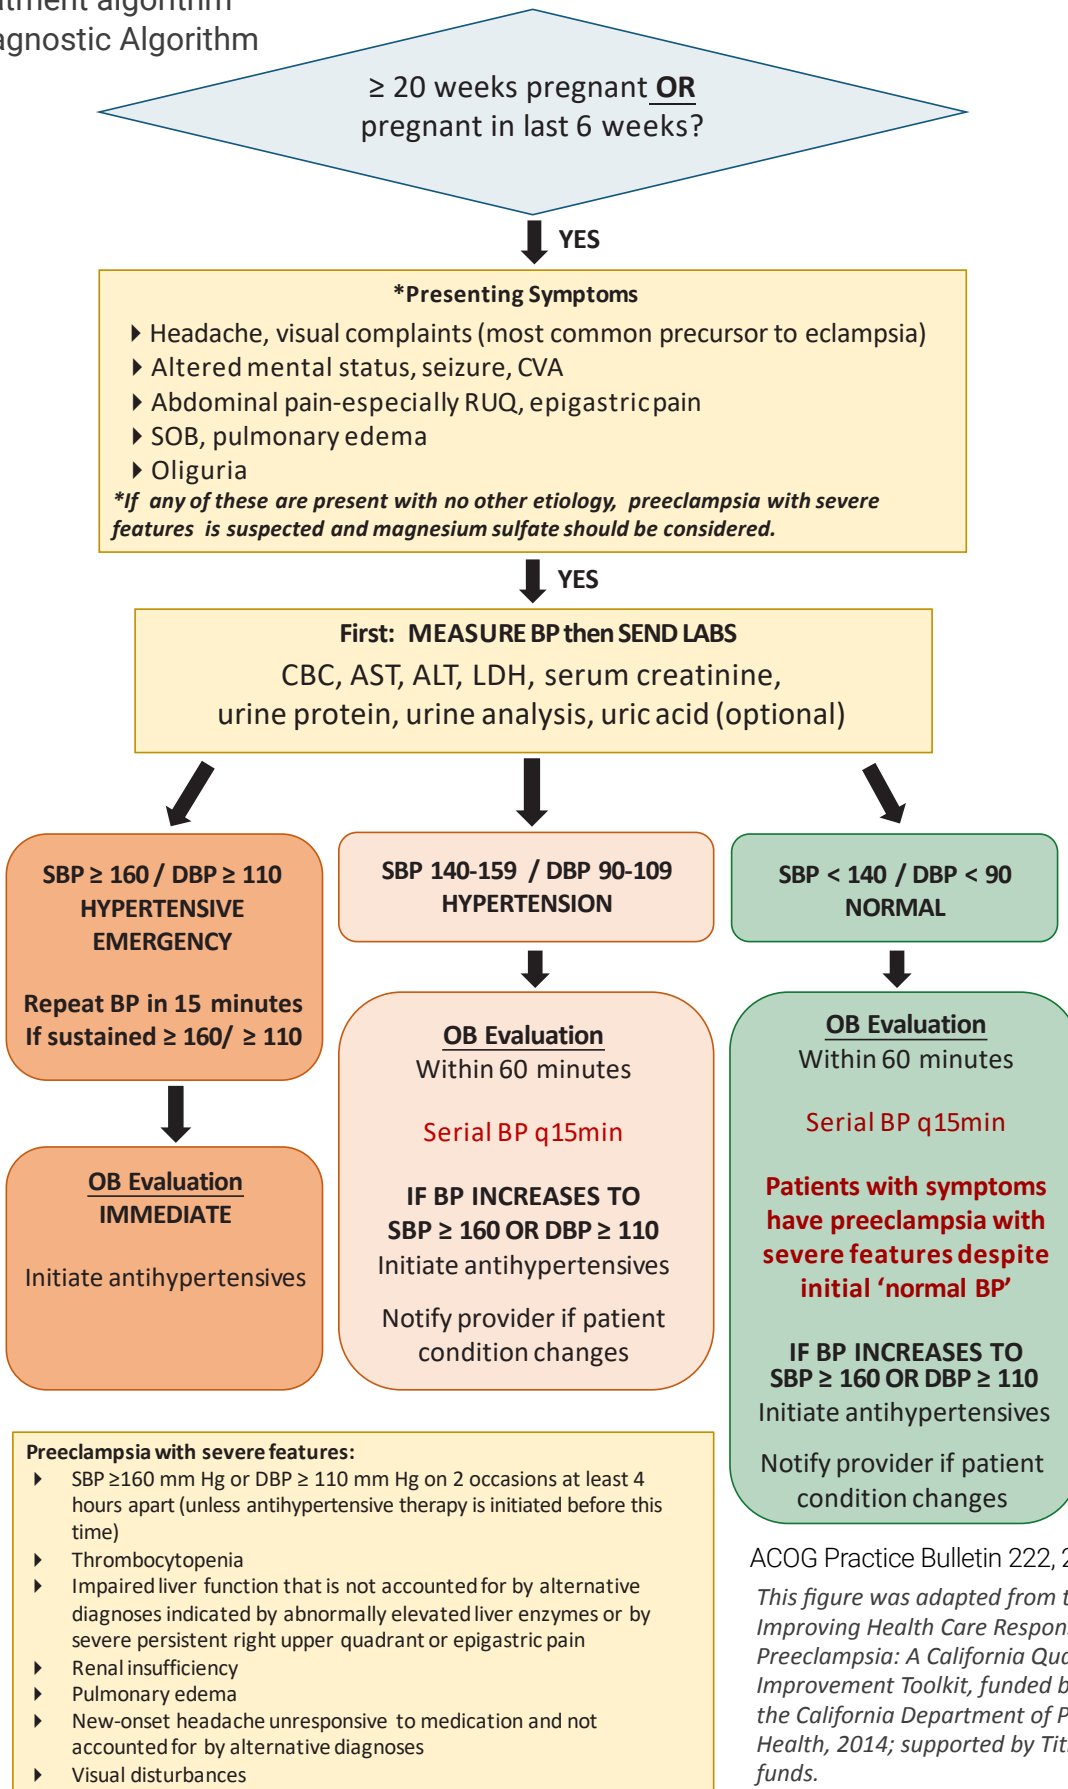 atment algorithm
agnostic Algorithm
≥ 20 weeks pregnant OR
pregnant in last 6 weeks?
YES
*Presenting Symptoms
Headache, visual complaints (most common precursor to eclampsia)
Altered mental status, seizure, CVA
Abdominal pain-especially RUQ, epigastric pain
SOB, pulmonary edema
Oliguria
*If any of these are present with no other etiology, preeclampsia with severe
features is suspected and magnesium sulfate should be considered.
YES
First: MEASURE BP then SEND LABS
CBC, AST, ALT, LDH, serum creatinine,
urine protein, urine analysis, uric acid (optional)
SBP ≥ 160 / DBP ≥ 110
HYPERTENSIVE
EMERGENCY
Repeat BP in 15 minutes
If sustained ≥ 160/ ≥ 110
OB Evaluation
IMMEDIATE
Initiate antihypertensives
SBP 140-159 / DBP 90-109
HYPERTENSION
OB Evaluation
Within 60 minutes
Serial BP q15min
IF BP INCREASES TO
SBP ≥ 160 OR DBP ≥ 110
Initiate antihypertensives
Notify provider if patient
condition changes
SBP < 140 / DBP < 90
NORMAL
OB Evaluation
Within 60 minutes
Serial BP q15min
Patients with symptoms
have preeclampsia with
severe features despite
initial ‘normal BP’
IF BP INCREASES TO
SBP ≥ 160 OR DBP ≥ 110
Initiate antihypertensives
Notify provider if patient
condition changes
Preeclampsia with severe features:
SBP ≥160 mm Hg or DBP ≥ 110 mm Hg on 2 occasions at least 4
hours apart (unless antihypertensive therapy is initiated before this
time)
Thrombocytopenia
Impaired liver function that is not accounted for by alternative
diagnoses indicated by abnormally elevated liver enzymes or by
severe persistent right upper quadrant or epigastric pain
Renal insufficiency
Pulmonary edema
New-onset headache unresponsive to medication and not
accounted for by alternative diagnoses
Visual disturbances
ACOG Practice Bulletin 222, 2
This figure was adapted from t
Improving Health Care Respon
Preeclampsia: A California Qua
Improvement Toolkit, funded b
the California Department of P
Health, 2014; supported by Tit
funds.